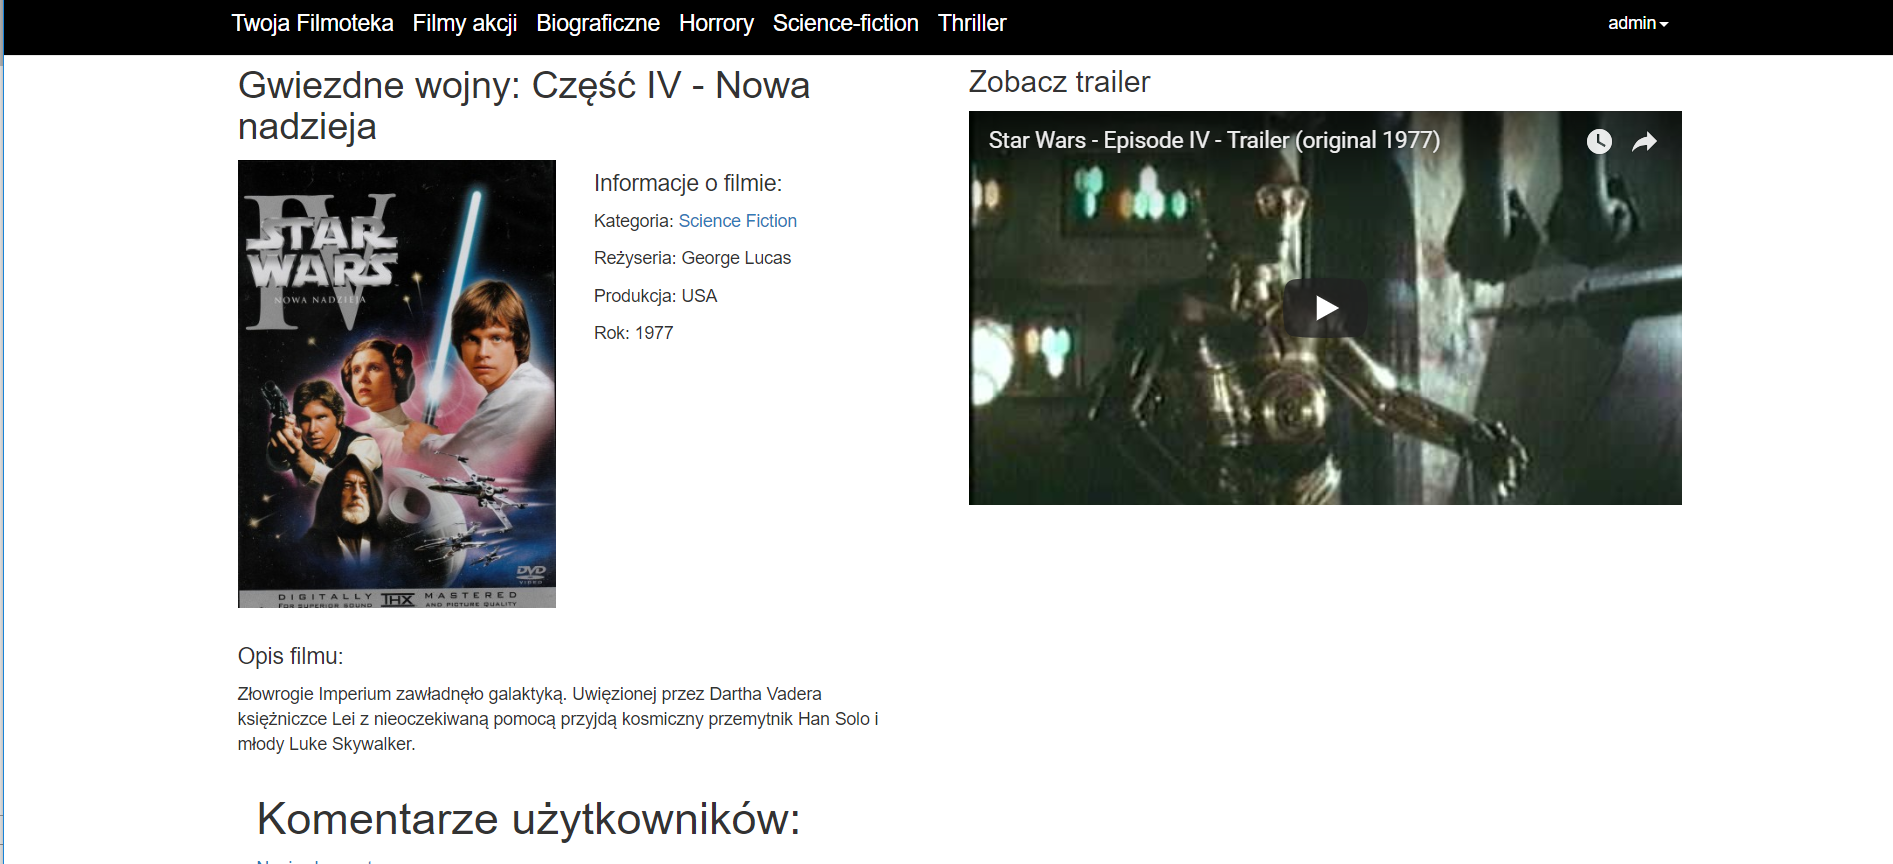 Twoja Filmoteka Filmy akcji Biograficzne Horrory Science-fiction Thriller admin
Gwiezdne wojny: Część IV - Nowa
nadzieja
IV
STAR
WARS
NOWA NADZIEJA
DVD
VIDEO
DIGITALLY THX MASTERED
FOR SUPERIOR SOUND AND PICTURE QUALITY
Informacje o filmie:
Kategoria: Science Fiction
Reżyseria: George Lucas
Produkcja: USA
Rok: 1977
Zobacz trailer
Star Wars - Episode IV - Trailer (original 1977)
Opis filmu:
Złowrogie Imperium zawładnęło galaktyką. Uwięzionej przez Dartha Vadera
księżniczce Lei z nieoczekiwaną pomocą przyjdą kosmiczny przemytnik Han Solo i
młody Luke Skywalker.
Komentarze użytkowników: